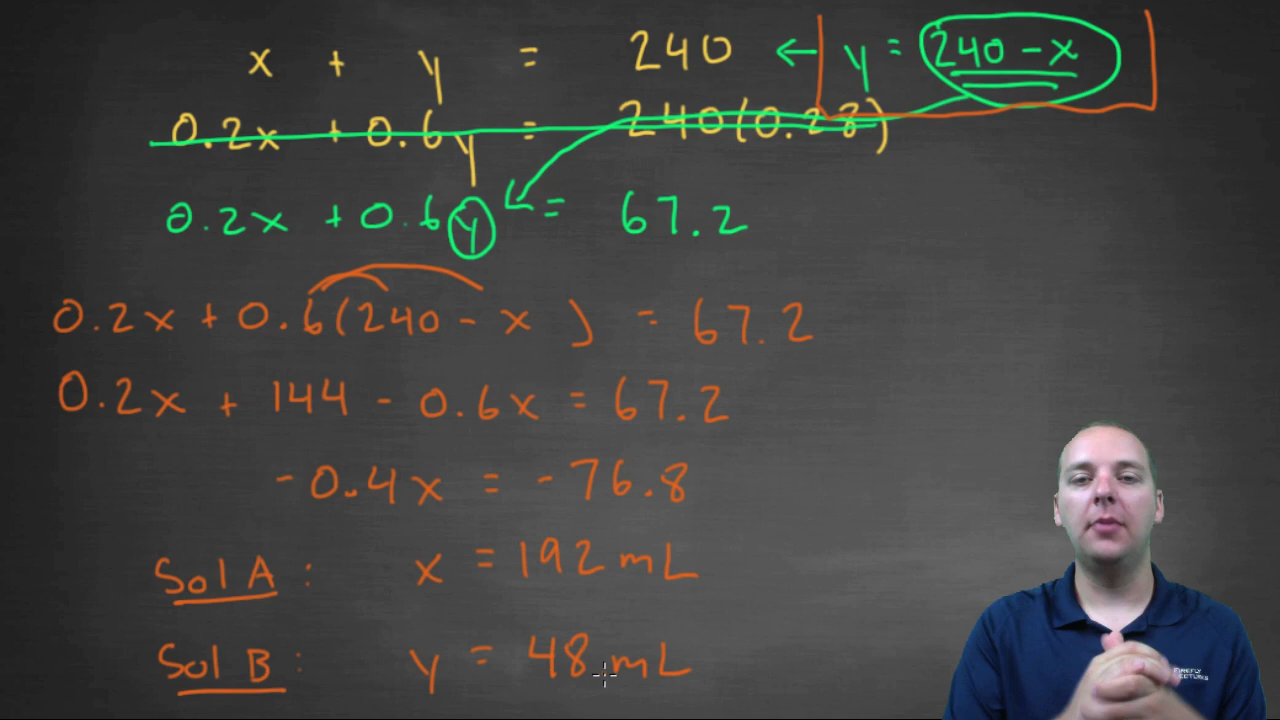 x + y = 240 ← y = 240 - x
0.2x + 0.6y = 240(0.28)
0.2x + 0.6y = 67.2
0.2x + 0.6(240 - x) = 67.2
0.2x + 144 - 0.6x = 67.2
-0.4x = -76.8
Sol A : x = 192 mL
Sol B : y = 48 mL
FIREFLY
LECTURES